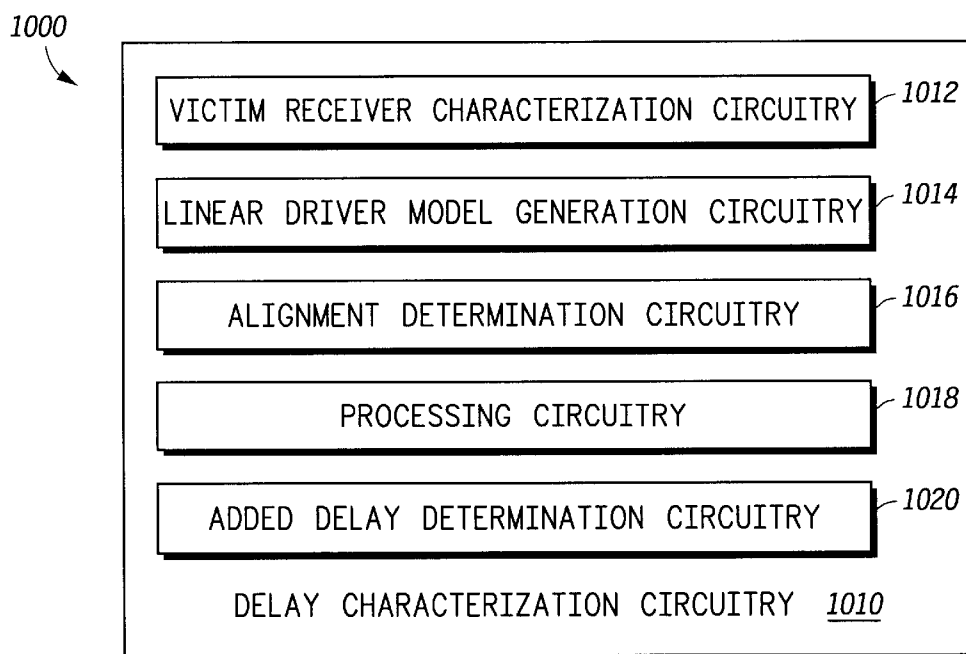 1000
VICTIM RECEIVER CHARACTERIZATION CIRCUITRY 1012
LINEAR DRIVER MODEL GENERATION CIRCUITRY 1014
ALIGNMENT DETERMINATION CIRCUITRY 1016
PROCESSING CIRCUITRY 1018
ADDED DELAY DETERMINATION CIRCUITRY 1020
DELAY CHARACTERIZATION CIRCUITRY 1010